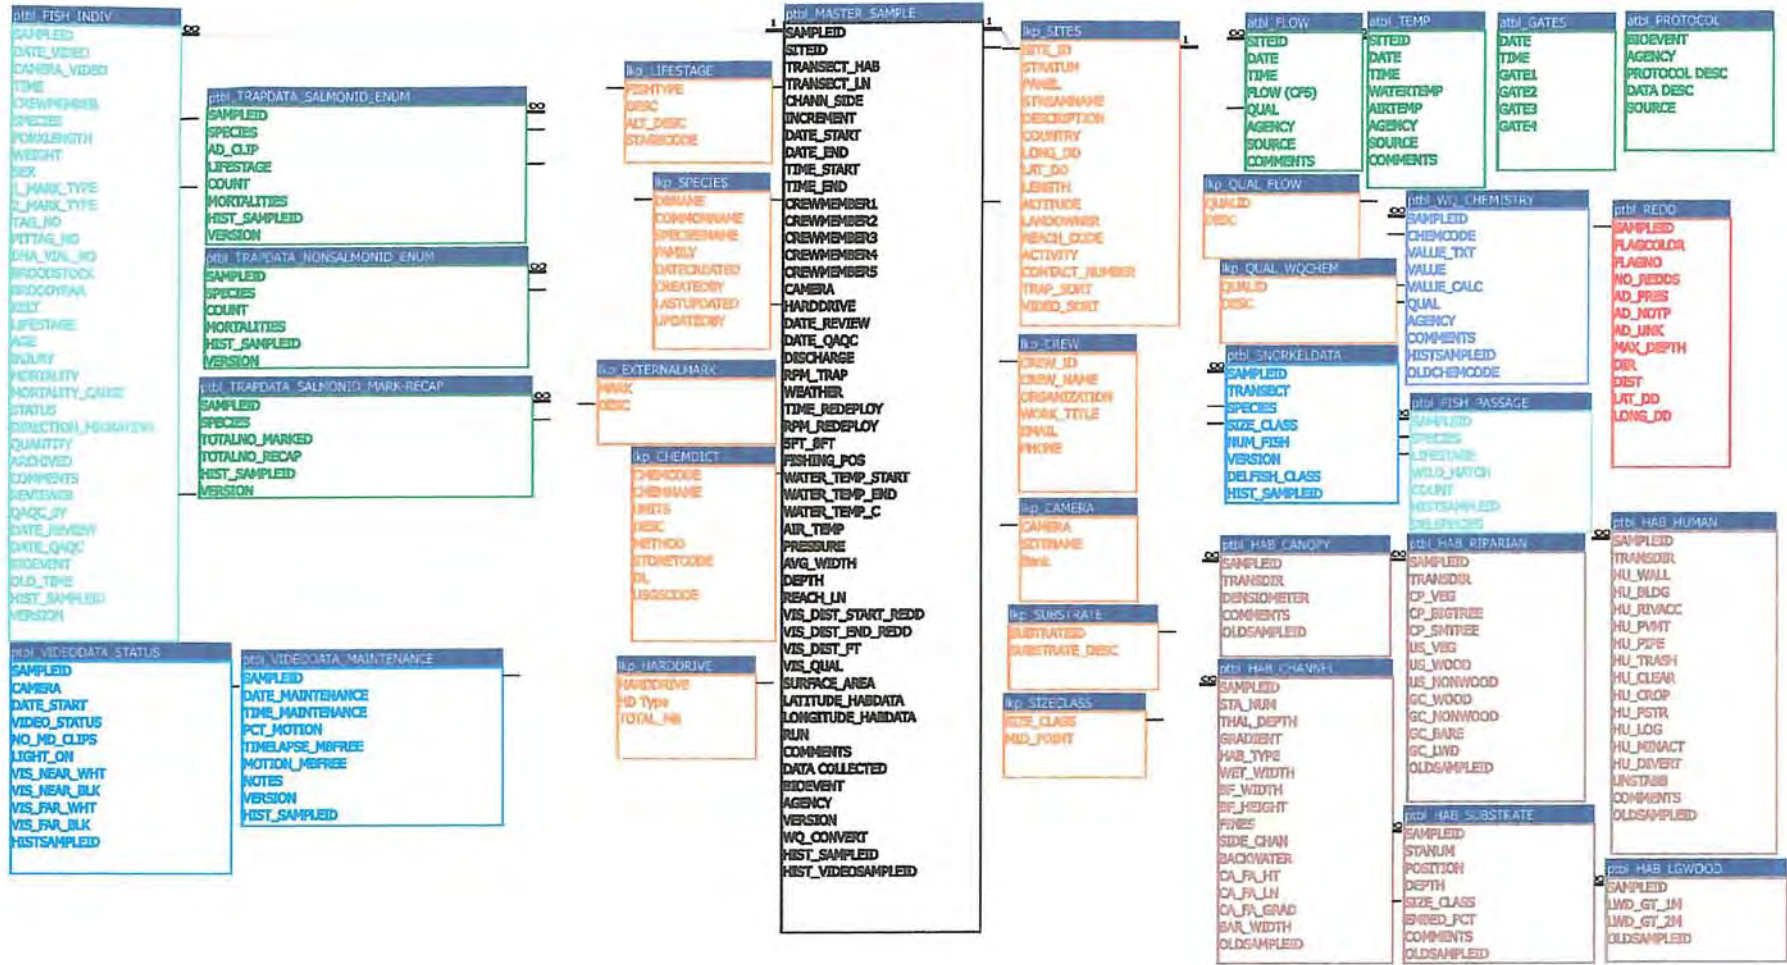 ptbl_FISH_INDIV
SAMPLEID
DATE_VIDEO
CAMERA_VIDEO
TIME
CREWMEMBER
SPECIES
FORKLENGTH
WEIGHT
SEX
1_MARK_TYPE
2_MARK_TYPE
TAG_NO
PITTAG_NO
DNA_VIAL_NO
BROODSTOCK
BROODYEAR
KELT
LIFESTAGE
AGE
INJURY
MORTALITY
MORTALITY_CAUSE
STATUS
QUANTITY
ARCHIVED
COMMENTS
QAQC_BY
DATE_REVIEW
DATE_QAQC
BIOEVENT
OLD_TIME
HIST_SAMPLEID
VERSION
ptbl_TRAPDATA_SALMONID_ENUM
SAMPLEID
SPECIES
AD_CLIP
LIFESTAGE
COUNT
MORTALITIES
HIST_SAMPLEID
VERSION
ptbl_TRAPDATA_NONSALMONID_ENUM
SAMPLEID
SPECIES
COUNT
MORTALITIES
HIST_SAMPLEID
VERSION
ptbl_TRAPDATA_SALMONID_MARK-RECAP
SAMPLEID
SPECIES
TOTALNO_MARKED
TOTALNO_RECAP
HIST_SAMPLEID
VERSION
ptbl_VIDEODATA_STATUS
SAMPLEID
CAMERA
DATE_START
VIDEO_STATUS
NO_MD_CLIPS
LIGHT_ON
VIS_NEAR_WHT
VIS_NEAR_BLK
VIS_FAR_WHT
VIS_FAR_BLK
HISTSAMPLEID
ptbl_VIDEODATA_MAINTENANCE
SAMPLEID
DATE_MAINTENANCE
TIME_MAINTENANCE
PCT_MOTION
TIMELAPSE_MBFREE
MOTION_MBFREE
NOTES
VERSION
HIST_SAMPLEID
lkp_LIFESTAGE
FISHTYPE
DESC
ALT_DESC
STAGECODE
lkp_SPECIES
DBNAME
COMMONNAME
SPECIESNAME
FAMILY
DATECREATED
CREATEDBY
LASTUPDATED
UPDATEDBY
lkp_EXTERNALMARK
MARK
DESC
lkp_CHEMDICT
CHEMCODE
CHEMNAME
UNITS
DESC
METHOD
STORETCODE
DL
USGSCODE
lkp_HARDDRIVE
HARDDRIVE
HD Type
TOTAL_MB
ptbl_MASTER_SAMPLE
SAMPLEID
SITEID
TRANSECT_HAB
TRANSECT_LN
CHANN_SIDE
INCREMENT
DATE_START
DATE_END
TIME_START
TIME_END
CREWMEMBER1
CREWMEMBER2
CREWMEMBER3
CREWMEMBER4
CREWMEMBER5
CAMERA
HARDDRIVE
DATE_REVIEW
DATE_QAQC
DISCHARGE
RPM_TRAP
WEATHER
TIME_REDEPLOY
RPM_REDEPLOY
5FT_8FT
FISHING_POS
WATER_TEMP_START
WATER_TEMP_END
WATER_TEMP_C
AIR_TEMP
PRESSURE
AVG_WIDTH
DEPTH
REACH_LN
VIS_DIST_START_REDD
VIS_DIST_END_REDD
VIS_DIST_FT
VIS_QUAL
SURFACE_AREA
LATITUDE_HABDATA
LONGITUDE_HABDATA
RUN
COMMENTS
DATA COLLECTED
BIOEVENT
AGENCY
VERSION
WQ_CONVERT
HIST_SAMPLEID
HIST_VIDEOSAMPLEID
lkp_SITES
SITE_ID
STRATUM
PANEL
STREAMNAME
DESCRIPTION
COUNTRY
LONG_DD
LAT_DD
LENGTH
ALTITUDE
LANDOWNER
REACH_CODE
ACTIVITY
CONTACT_NUMBER
TRAP_SORT
VIDEO_SORT
lkp_CREW
CREW_ID
CREW_NAME
ORGANIZATION
WORK_TITLE
EMAIL
PHONE
lkp_CAMERA
CAMERA
SITENAME
Bank
lkp_SUBSTRATE
SUBSTRATEID
SUBSTRATE_DESC
lkp_SIZECLASS
SIZE_CLASS
MID_POINT
atbl_FLOW
SITEID
DATE
TIME
FLOW (CFS)
QUAL
AGENCY
SOURCE
COMMENTS
atbl_TEMP
SITEID
DATE
TIME
WATERTEMP
AIRTEMP
AGENCY
SOURCE
COMMENTS
atbl_GATES
DATE
TIME
GATE1
GATE2
GATE3
GATE4
atbl_PROTOCOL
BIOEVENT
AGENCY
PROTOCOL DESC
DATA DESC
SOURCE
lkp_QUAL_FLOW
QUALID
DESC
lkp_QUAL_WQCHEM
QUALID
DESC
ptbl_WQ_CHEMISTRY
SAMPLEID
CHEMCODE
VALUE_TXT
VALUE
VALUE_CALC
QUAL
AGENCY
COMMENTS
HISTSAMPLEID
OLDCHEMCODE
ptbl_REDD
SAMPLEID
FLAGCOLOR
FLAGNO
NO_REDDS
AD_PRES
AD_NOTP
AD_UNK
MAX_DEPTH
DIR
DIST
LAT_DD
LONG_DD
ptbl_SNORKELDATA
SAMPLEID
TRANSECT
SPECIES
SIZE_CLASS
NUM_FISH
VERSION
DELFISH_CLASS
HIST_SAMPLEID
ptbl_FISH_PASSAGE
SAMPLEID
SPECIES
LIFESTAGE
WILD_HATCH
COUNT
HISTSAMPLEID
DELSPECIES
ptbl_HAB_CANOPY
SAMPLEID
TRANSDIR
DENSIOMETER
COMMENTS
OLDSAMPLEID
ptbl_HAB_RIPARIAN
SAMPLEID
TRANSDIR
CP_VEG
CP_BIGTREE
CP_SMTREE
US_VEG
US_WOOD
US_NONWOOD
GC_WOOD
GC_NONWOOD
GC_BARE
GC_LWD
OLDSAMPLEID
ptbl_HAB_HUMAN
SAMPLEID
TRANSDIR
HU_WALL
HU_BLDG
HU_RIVACC
HU_PVMT
HU_PIPE
HU_TRASH
HU_CLEAR
HU_CROP
HU_PSTR
HU_LOG
HU_MINACT
HU_DIVERT
UNSTABB
COMMENTS
OLDSAMPLEID
ptbl_HAB_CHANNEL
SAMPLEID
STA_NUM
THAL_DEPTH
GRADIENT
HAB_TYPE
WET_WIDTH
BF_WIDTH
BF_HEIGHT
FINES
SIDE_CHAN
BACKWATER
CA_FA_HT
CA_FA_LN
CA_FA_GRAD
BAR_WIDTH
OLDSAMPLEID
ptbl_HAB_SUBSTRATE
SAMPLEID
STANUM
POSITION
DEPTH
SIZE_CLASS
EMBED_PCT
COMMENTS
OLDSAMPLEID
ptbl_HAB_LGWOOD
SAMPLEID
LWD_GT_1M
LWD_GT_2M
OLDSAMPLEID